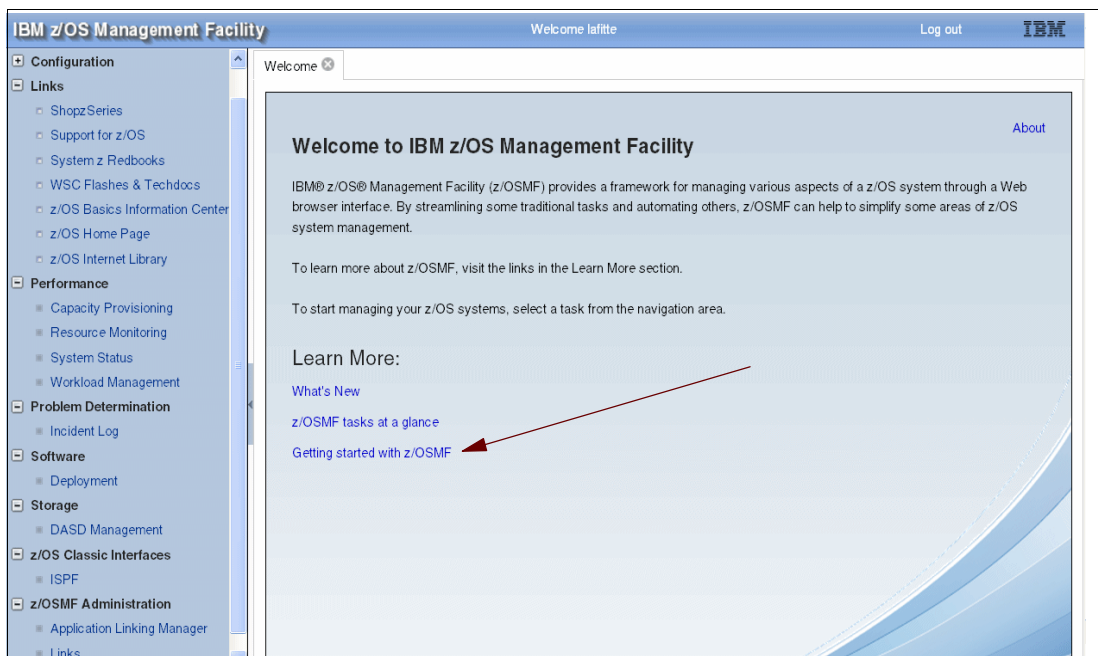 IBM z/OS Management Facility
Welcome lafitte
Log out
IBM
Configuration
Links
ShopzSeries
Support for z/OS
System z Redbooks
WSC Flashes & Techdocs
z/OS Basics Information Center
z/OS Home Page
z/OS Internet Library
Performance
Capacity Provisioning
Resource Monitoring
System Status
Workload Management
Problem Determination
Incident Log
Software
Deployment
Storage
DASD Management
z/OS Classic Interfaces
ISPF
z/OSMF Administration
Application Linking Manager
Links
Welcome
About
Welcome to IBM z/OS Management Facility
IBM® z/OS® Management Facility (z/OSMF) provides a framework for managing various aspects of a z/OS system through a Web
browser interface. By streamlining some traditional tasks and automating others, z/OSMF can help to simplify some areas of z/OS
system management.
To learn more about z/OSMF, visit the links in the Learn More section.
To start managing your z/OS systems, select a task from the navigation area.
Learn More:
What's New
z/OSMF tasks at a glance
Getting started with z/OSMF